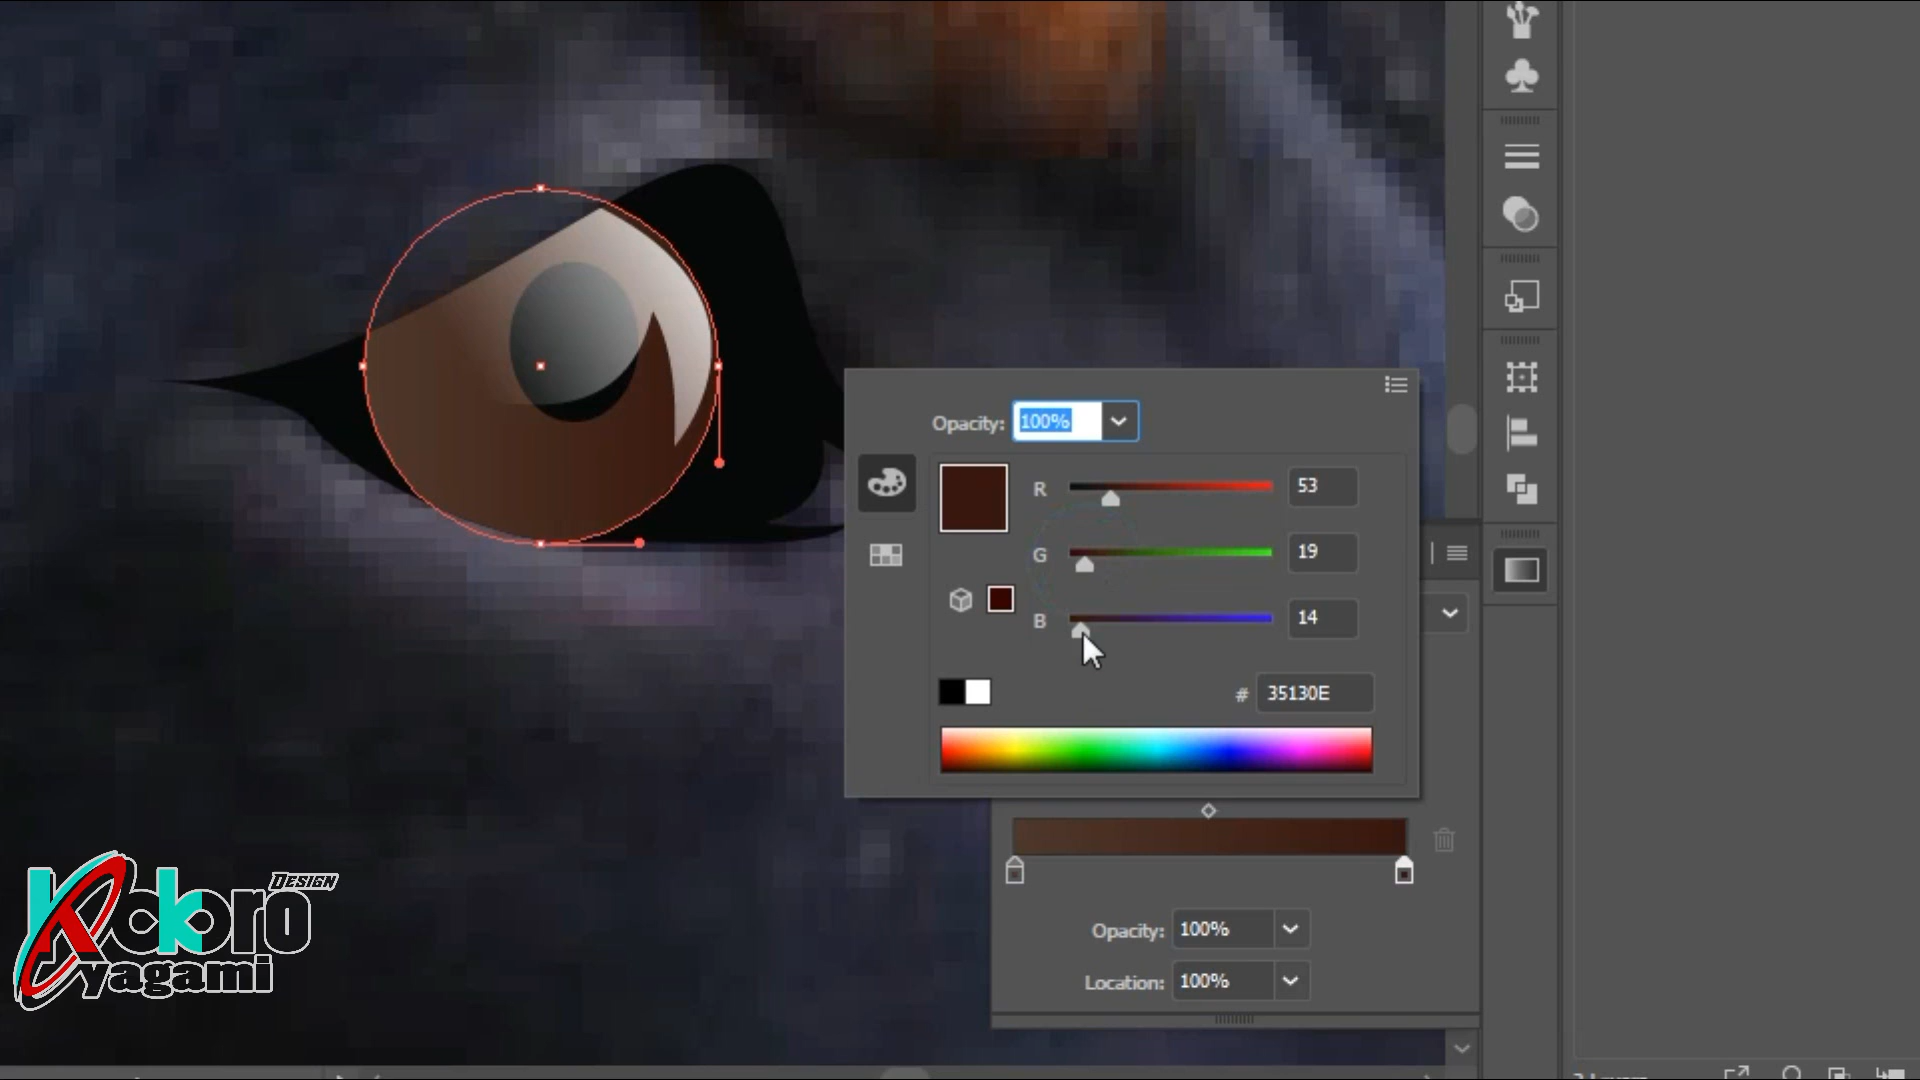 Opacity: 100%
R 53
G 19
B 14
# 35130E
Opacity: 100%
Location: 100%
Kokoro Design
yagami